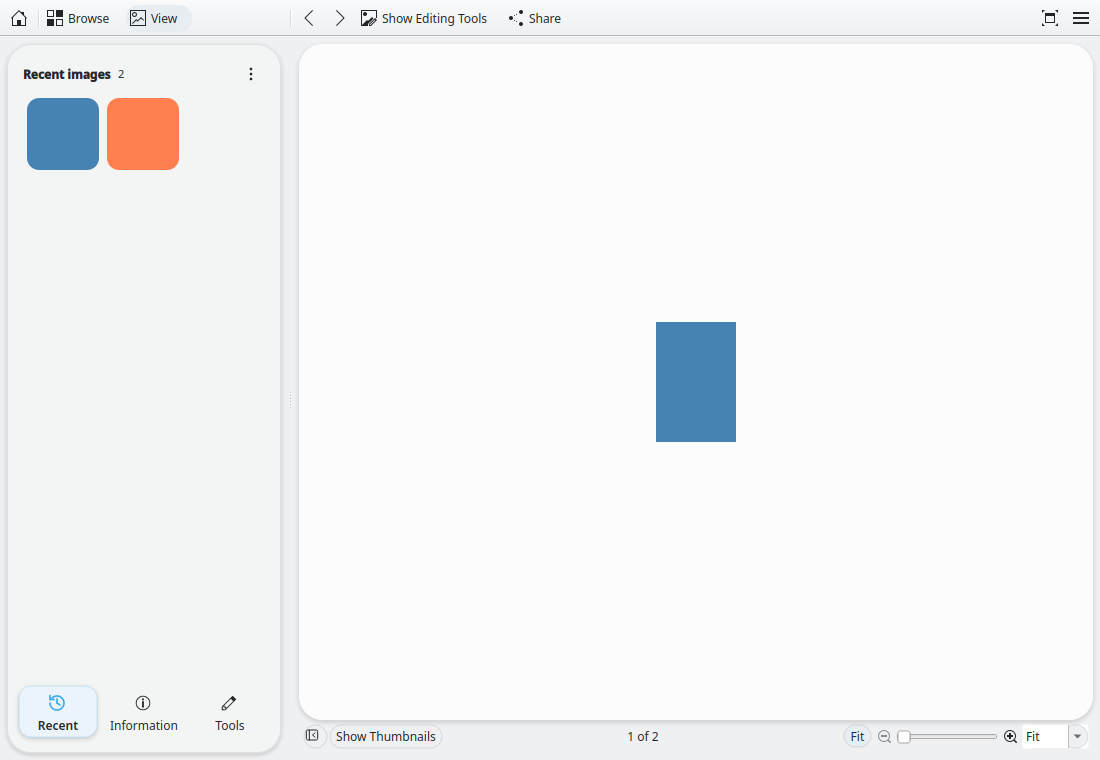 Browse View Show Editing Tools Share
Recent images 2
Recent Information Tools
Show Thumbnails 1 of 2 Fit Fit